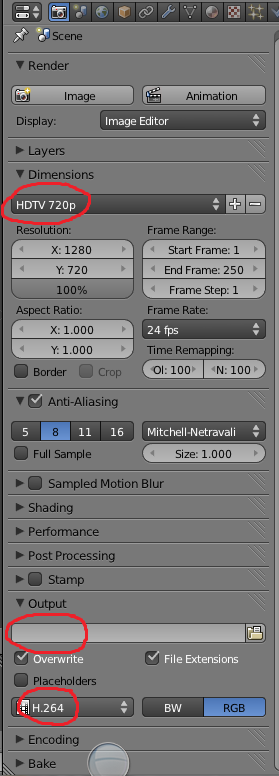 Scene
Render
Image Animation
Display: Image Editor
Layers
Dimensions
HDTV 720p
Resolution: Frame Range:
X: 1280 Start Frame: 1
Y: 720 End Frame: 250
100% Frame Step: 1
Aspect Ratio: Frame Rate:
X: 1.000 24 fps
Y: 1.000 Time Remapping:
Border Crop Ol: 100 N: 100
Anti-Aliasing
5 8 11 16 Mitchell-Netravali
Full Sample Size: 1.000
Sampled Motion Blur
Shading
Performance
Post Processing
Stamp
Output
Overwrite File Extensions
Placeholders
H.264 BW RGB
Encoding
Bake